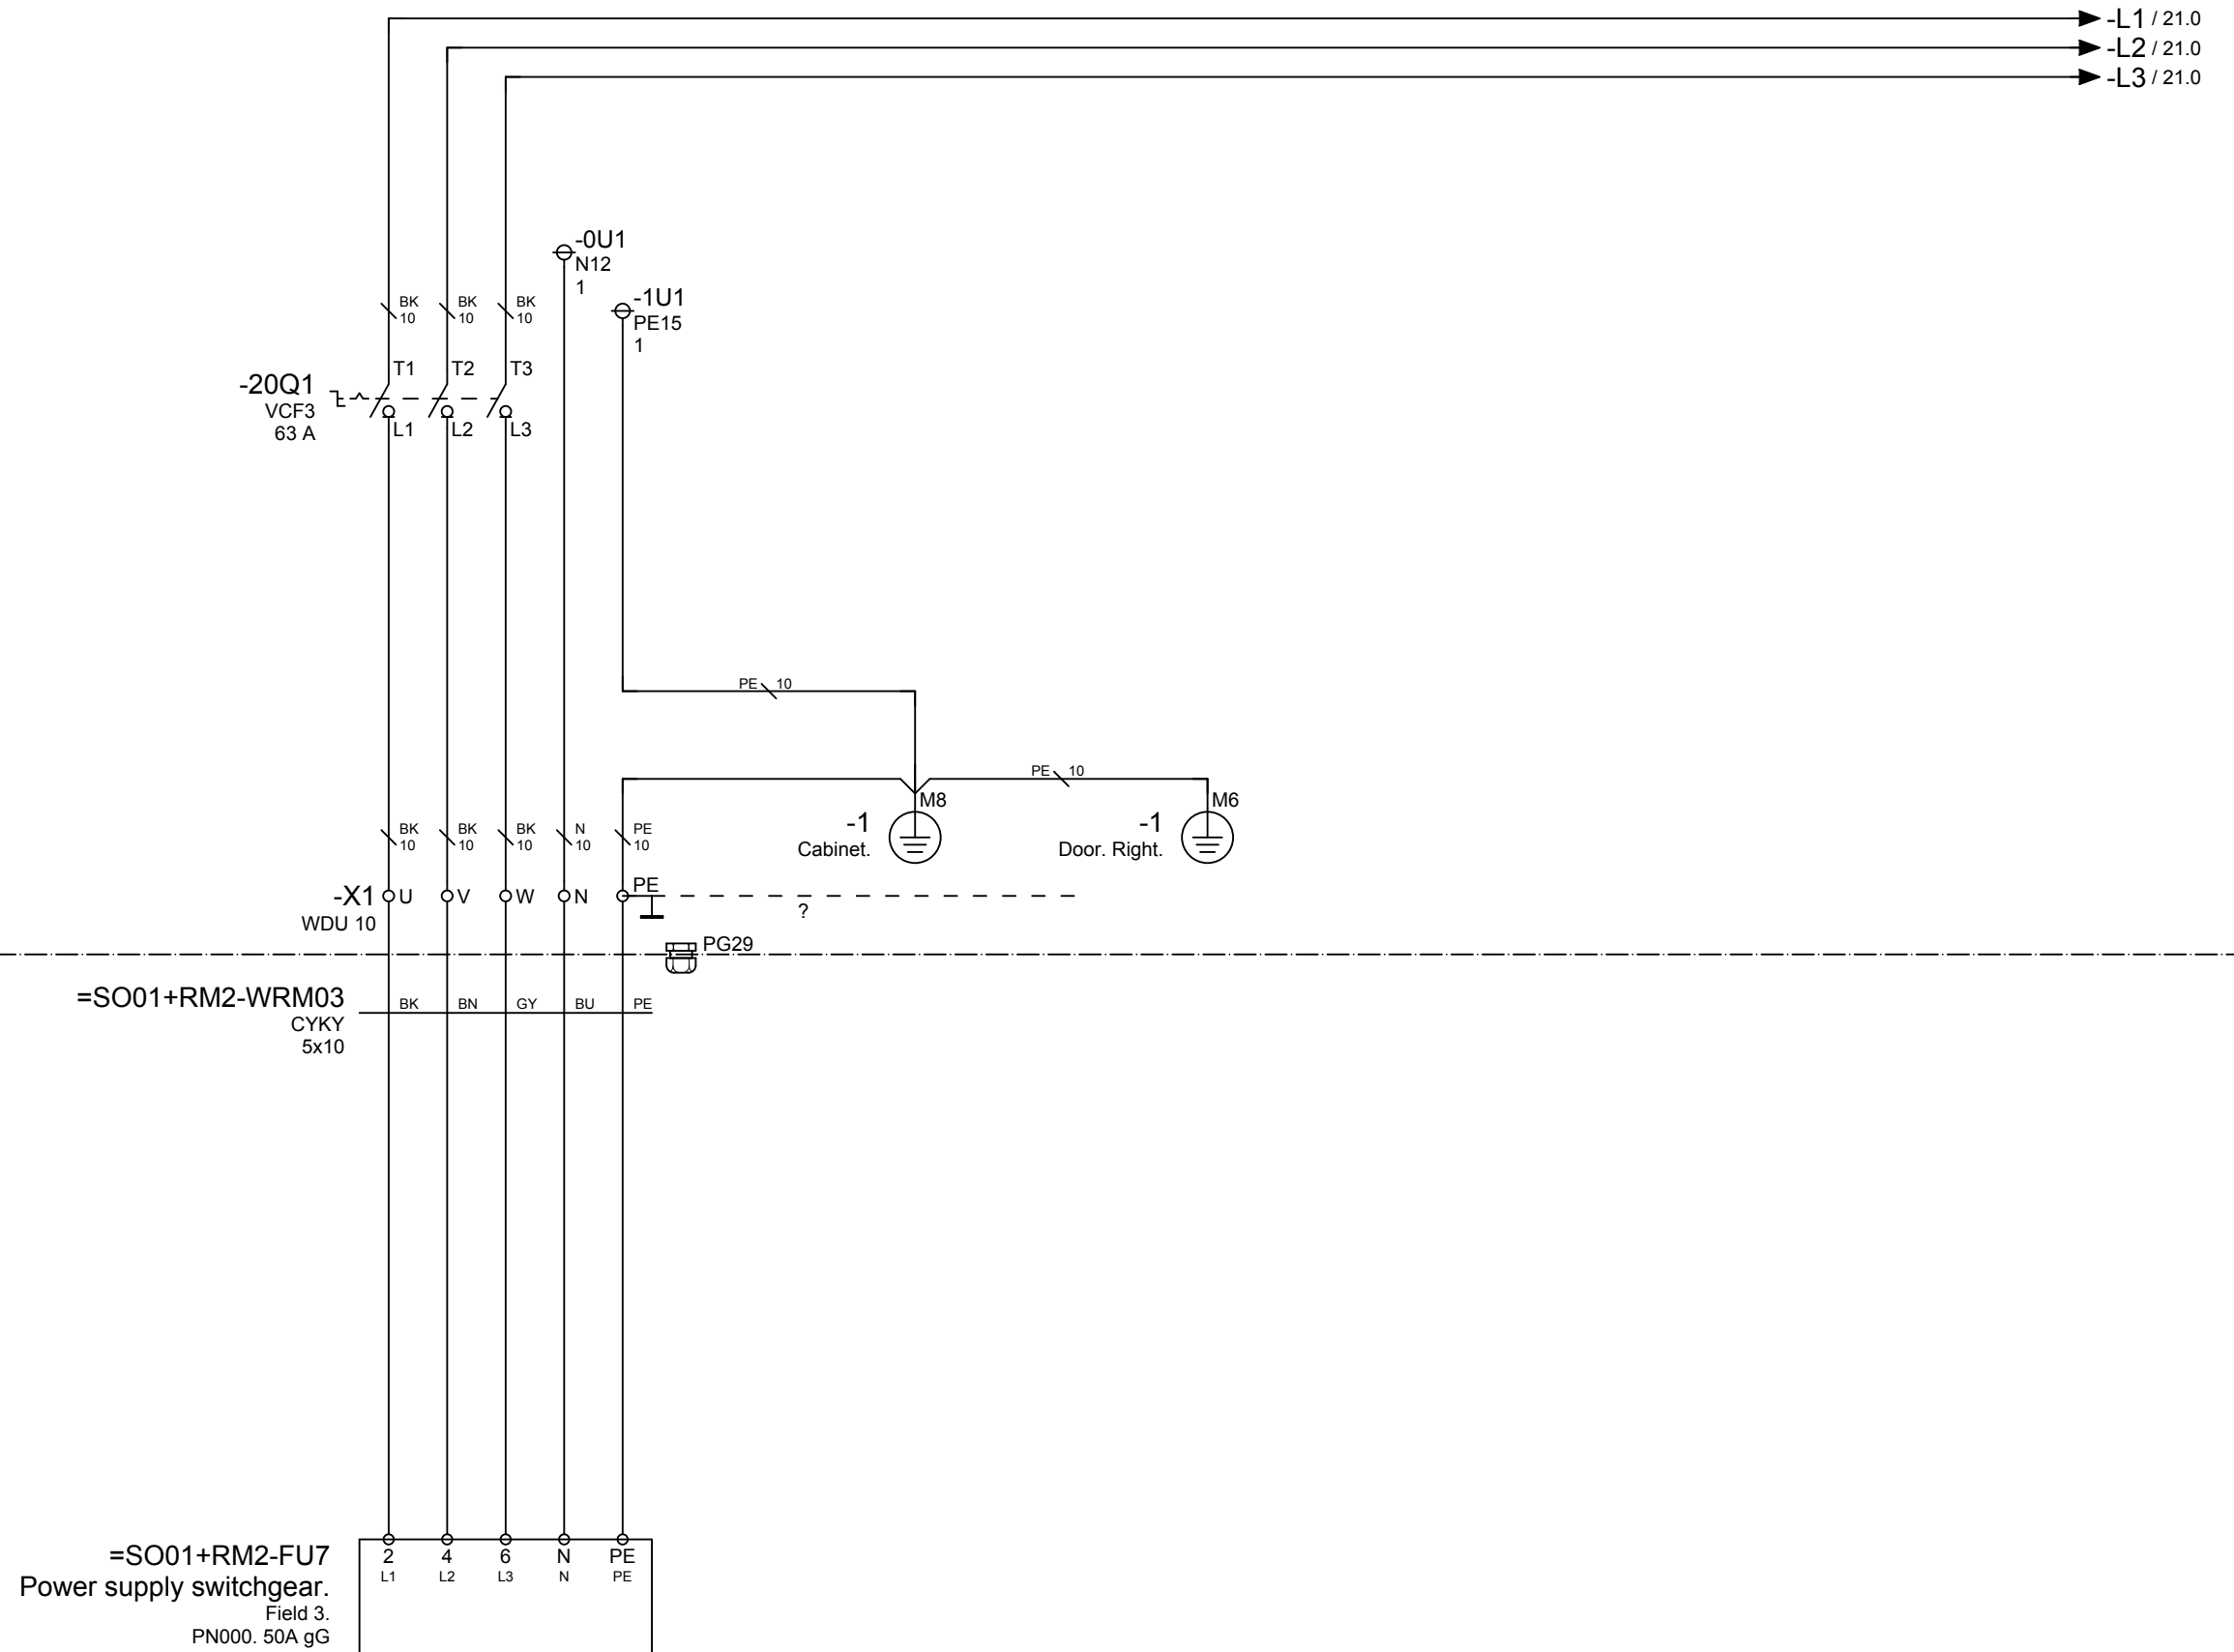 -L1 / 21.0
-L2 / 21.0
-L3 / 21.0
-0U1
N12
1
-1U1
PE15
1
BK
10
BK
10
BK
10
T1
T2
T3
-20Q1
VCF3
63 A
L1
L2
L3
PE 10
PE 10
M8
M6
-1
Cabinet.
-1
Door. Right.
BK
10
BK
10
BK
10
N
10
PE
10
-X1
WDU 10
U
V
W
N
PE
?
PG29
=SO01+RM2-WRM03
CYKY
5x10
BK
BN
GY
BU
PE
=SO01+RM2-FU7
Power supply switchgear.
Field 3.
PN000. 50A gG
2
L1
4
L2
6
L3
N
N
PE
PE